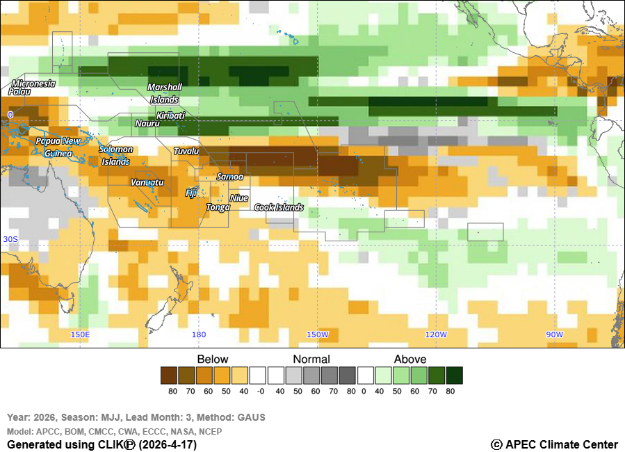 Micronesia
Palau
Marshall
Islands
0
Kiribati
Nauru
Papua New
Guinea
Solomon
Islands
Tuvalu
Samoa
Vanuatu
Fiji
Niue
Tonga
Cook Islands
30S
150E 180 150W 120W 90W
Below Normal Above
80 70 60 50 40 -0 40 50 60 70 80 0 40 50 60 70 80
Year: 2026, Season: MJJ, Lead Month: 3, Method: GAUS
Model: APCC, BOM, CMCC, CWA, ECCC, NASA, NCEP
Generated using CLIKⓅ (2026-4-17) © APEC Climate Center